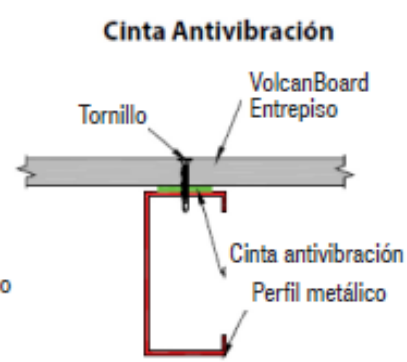 Cinta Antivibración
VolcanBoard
Entrepiso
Tornillo
Cinta antivibración
Perfil metálico
o